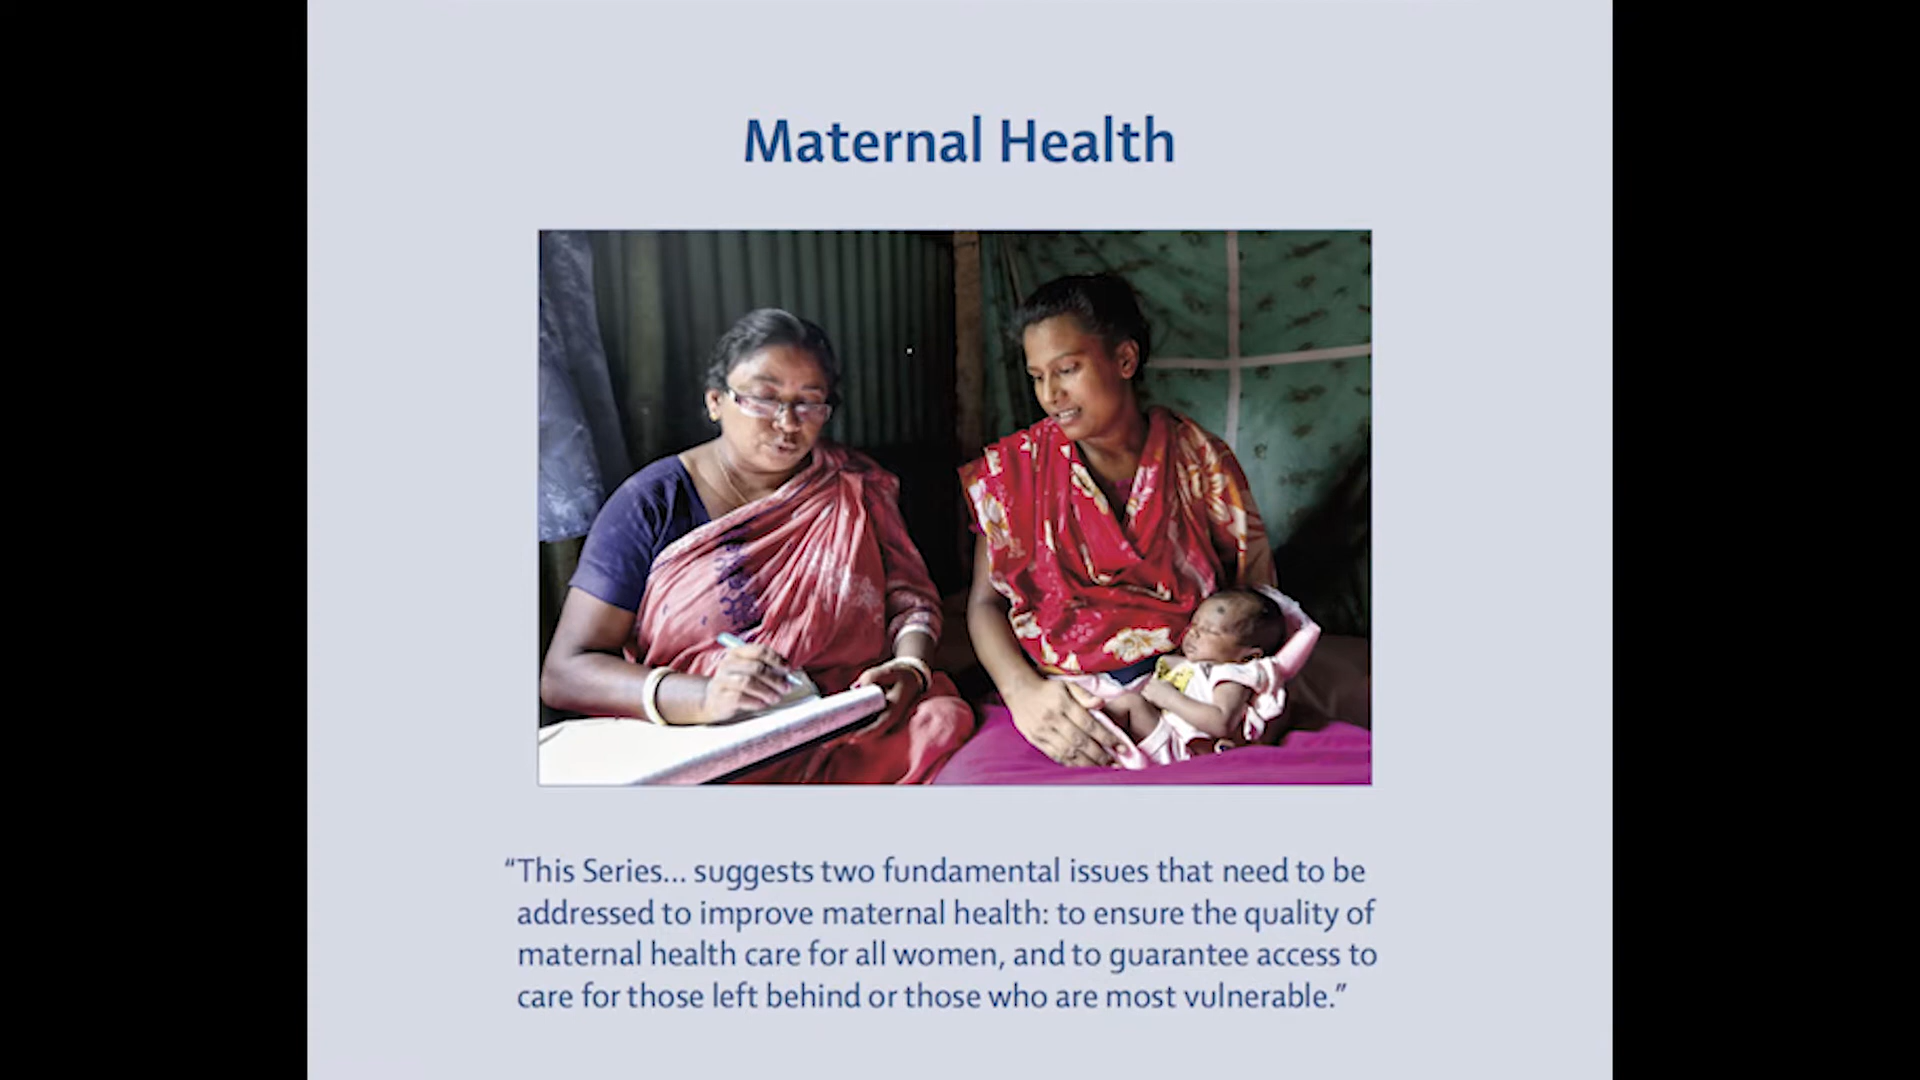 Maternal Health
“This Series... suggests two fundamental issues that need to be
addressed to improve maternal health: to ensure the quality of
maternal health care for all women, and to guarantee access to
care for those left behind or those who are most vulnerable.”